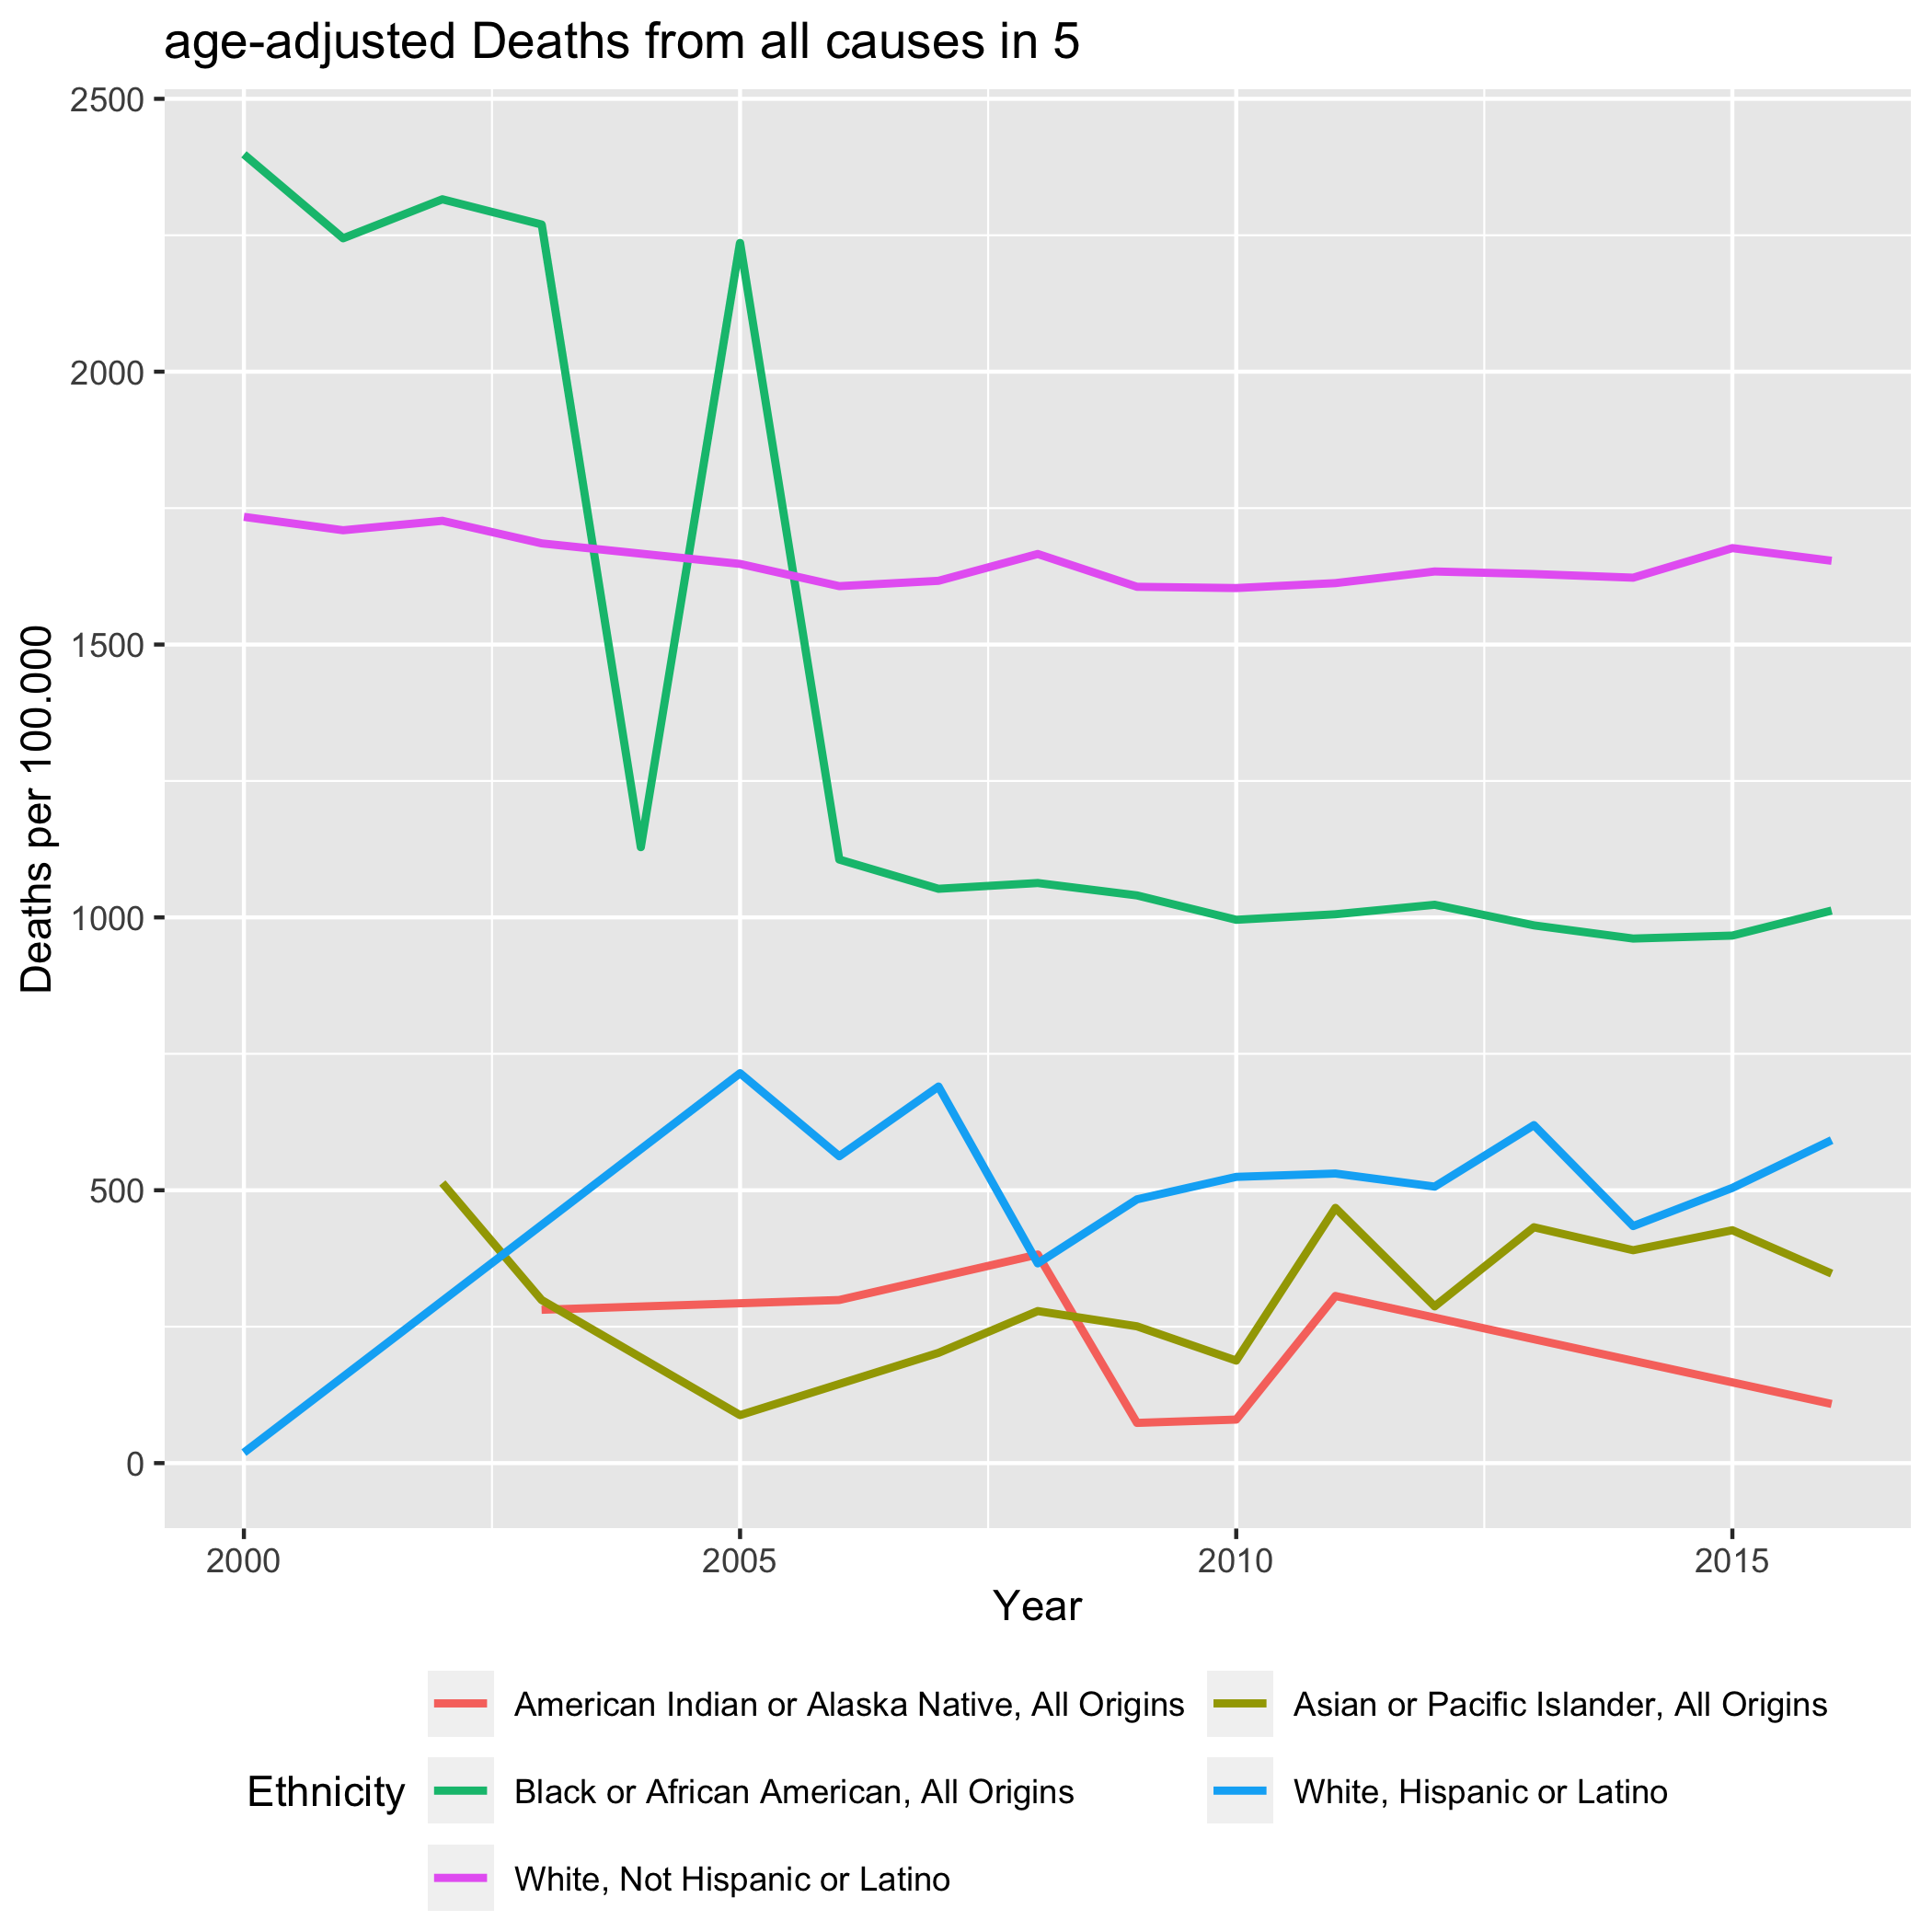 age-adjusted Deaths from all causes in 5
2500
2000
1500
1000
500
0
Deaths per 100.000
2000 2005 2010 2015
Year
Ethnicity
American Indian or Alaska Native, All Origins
Asian or Pacific Islander, All Origins
Black or African American, All Origins
White, Hispanic or Latino
White, Not Hispanic or Latino